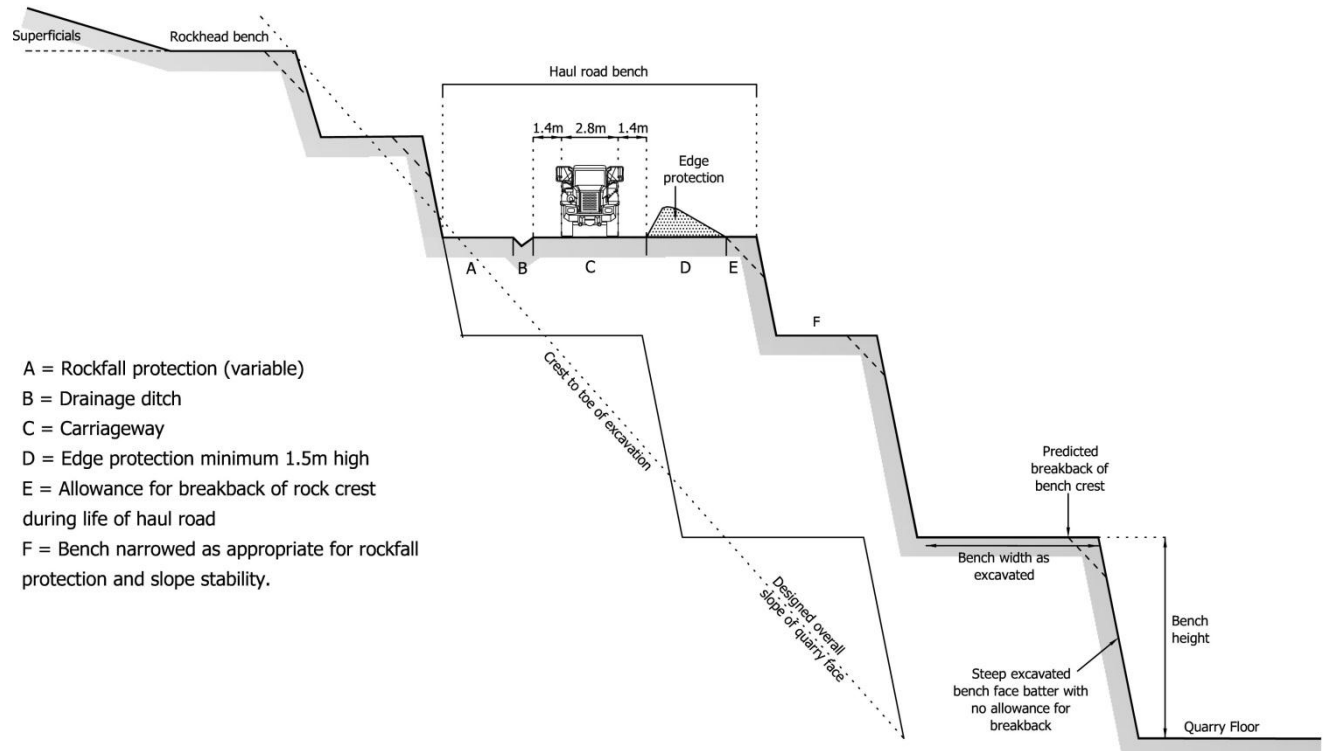 Superficials
Rockhead bench
Haul road bench
1.4m 2.8m 1.4m
Edge
protection
A B C D E
F
A = Rockfall protection (variable)
B = Drainage ditch
C = Carriageway
D = Edge protection minimum 1.5m high
E = Allowance for breakback of rock crest
during life of haul road
F = Bench narrowed as appropriate for rockfall
protection and slope stability.
Crest to toe of excavation
Designed overall
slope of quarry face
Predicted
breakback of
bench crest
Bench width as
excavated
Bench
height
Steep excavated
bench face batter with
no allowance for
breakback
Quarry Floor